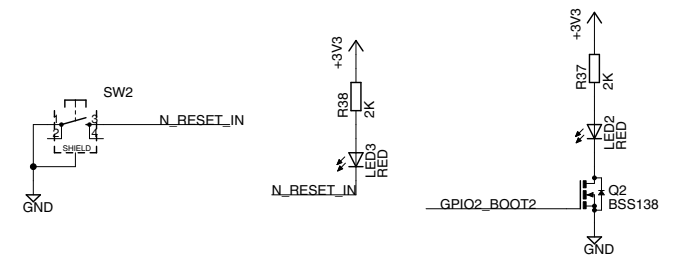 SW2
1
2
3
4
SHIELD
N_RESET_IN
GND
+3V3
R38
2K
LED3
RED
N_RESET_IN
+3V3
R37
2K
LED2
RED
Q2
BSS138
GPIO2_BOOT2
GND